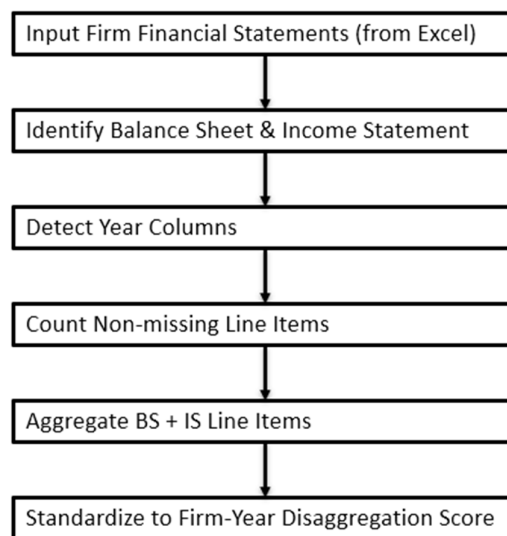 Input Firm Financial Statements (from Excel)
Identify Balance Sheet & Income Statement
Detect Year Columns
Count Non-missing Line Items
Aggregate BS + IS Line Items
Standardize to Firm-Year Disaggregation Score